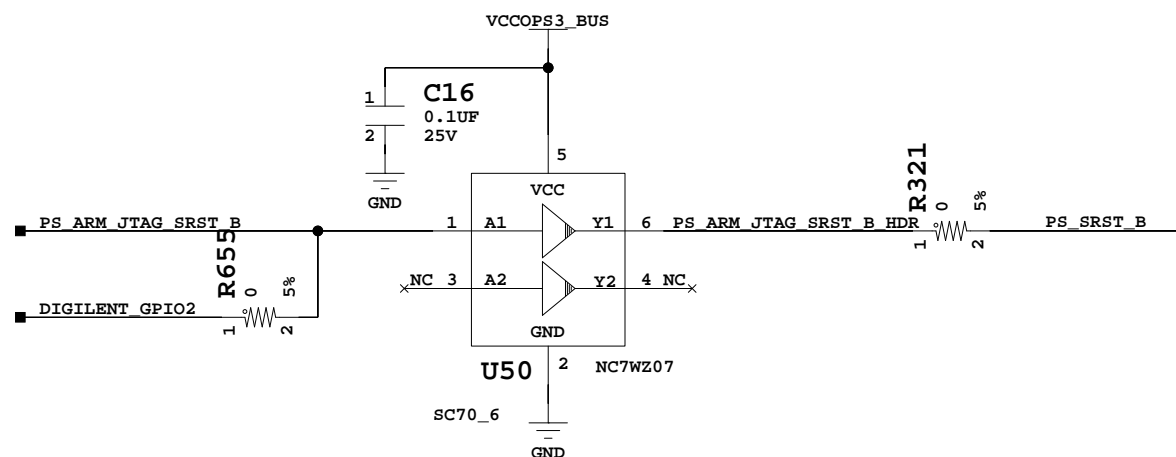 VCCOPS3_BUS
1
C16
0.1UF
2
25V
GND
5
VCC
PS_ARM_JTAG_SRST_B
1
A1
Y1
6
PS_ARM_JTAG_SRST_B_HDR
1
R321
0
5%
2
PS_SRST_B
R655
0
5%
NC
3
A2
Y2
4
NC
DIGILENT_GPIO2
1
2
GND
U50
2
NC7WZ07
SC70_6
GND